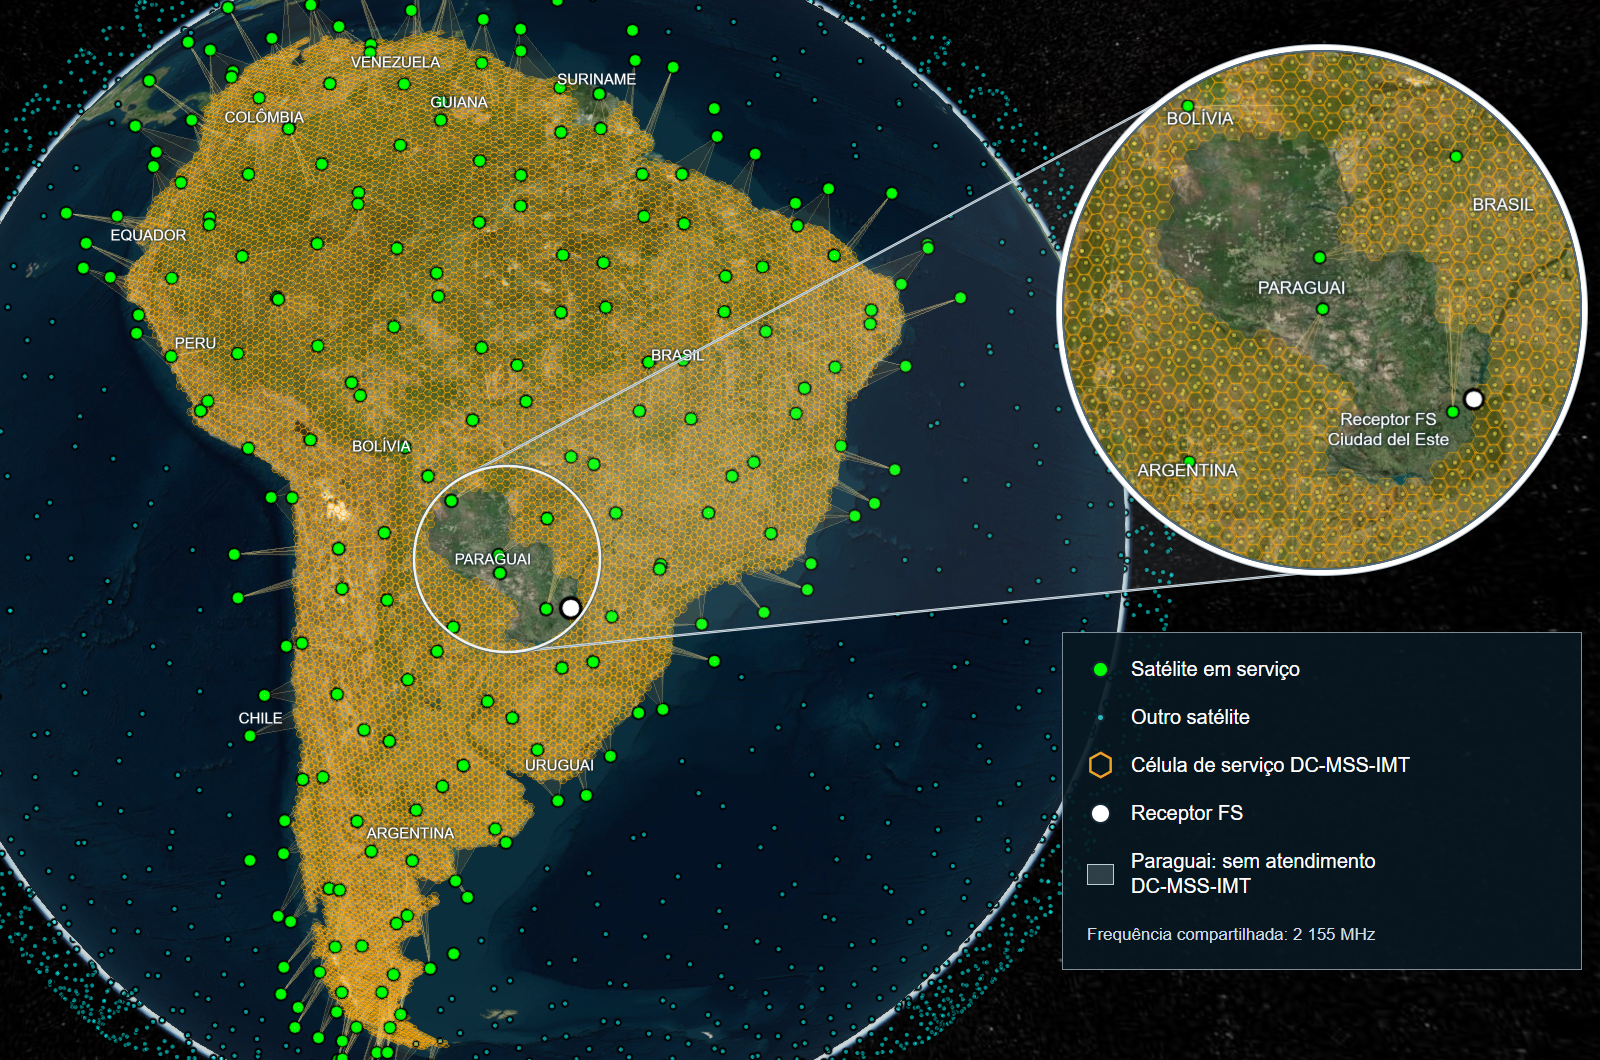 VENEZUELA
SURINAME
GUIANA
COLÔMBIA
EQUADOR
PERU
BRASIL
BOLÍVIA
PARAGUAI
CHILE
URUGUAI
ARGENTINA
BOLÍVIA
BRASIL
PARAGUAI
Receptor FS
Ciudad del Este
ARGENTINA
Satélite em serviço
Outro satélite
Célula de serviço DC-MSS-IMT
Receptor FS
Paraguai: sem atendimento
DC-MSS-IMT
Frequência compartilhada: 2 155 MHz